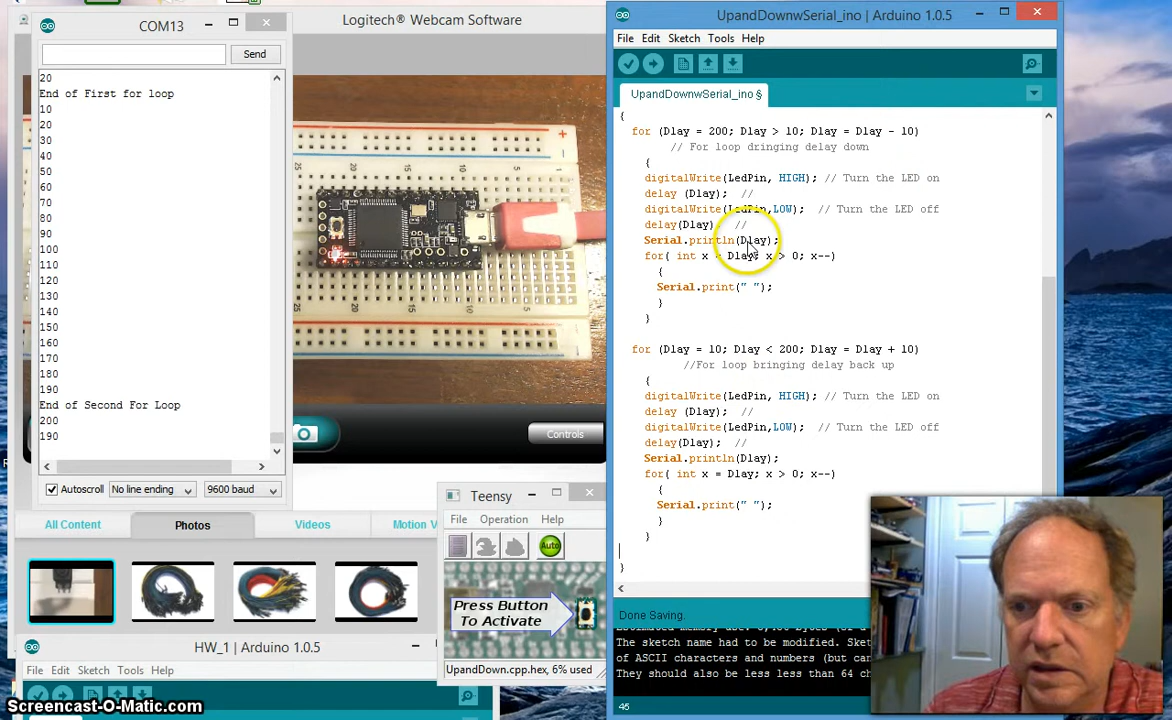 COM13
Send
20
End of First for loop
10
20
30
40
50
60
70
80
90
100
110
120
130
140
150
160
170
180
190
End of Second For Loop
200
190
Autoscroll
No line ending
9600 baud
Logitech® Webcam Software
Controls
All Content
Photos
Videos
Motion V
HW_1 | Arduino 1.0.5
File Edit Sketch Tools Help
Teensy
File Operation Help
Auto
Press Button
To Activate
UpandDown.cpp.hex, 6% used
UpandDownwSerial_ino | Arduino 1.0.5
File Edit Sketch Tools Help
UpandDownwSerial_ino §
{
for (Dlay = 200; Dlay > 10; Dlay = Dlay - 10)
// For loop dringing delay down
{
digitalWrite(LedPin, HIGH); // Turn the LED on
delay (Dlay); //
digitalWrite(LedPin,LOW); // Turn the LED off
delay(Dlay); //
Serial.println(Dlay);
for( int x = Dlay; x > 0; x--)
{
Serial.print(" ");
}
}
for (Dlay = 10; Dlay < 200; Dlay = Dlay + 10)
//For loop bringing delay back up
{
digitalWrite(LedPin, HIGH); // Turn the LED on
delay (Dlay); //
digitalWrite(LedPin,LOW); // Turn the LED off
delay(Dlay); //
Serial.println(Dlay);
for( int x = Dlay; x > 0; x--)
{
Serial.print(" ");
}
}
}
Done Saving.
The sketch name had to be modified. Sket
of ASCII characters and numbers (but can
They should also be less less than 64 ch
45
Screencast-O-Matic.com